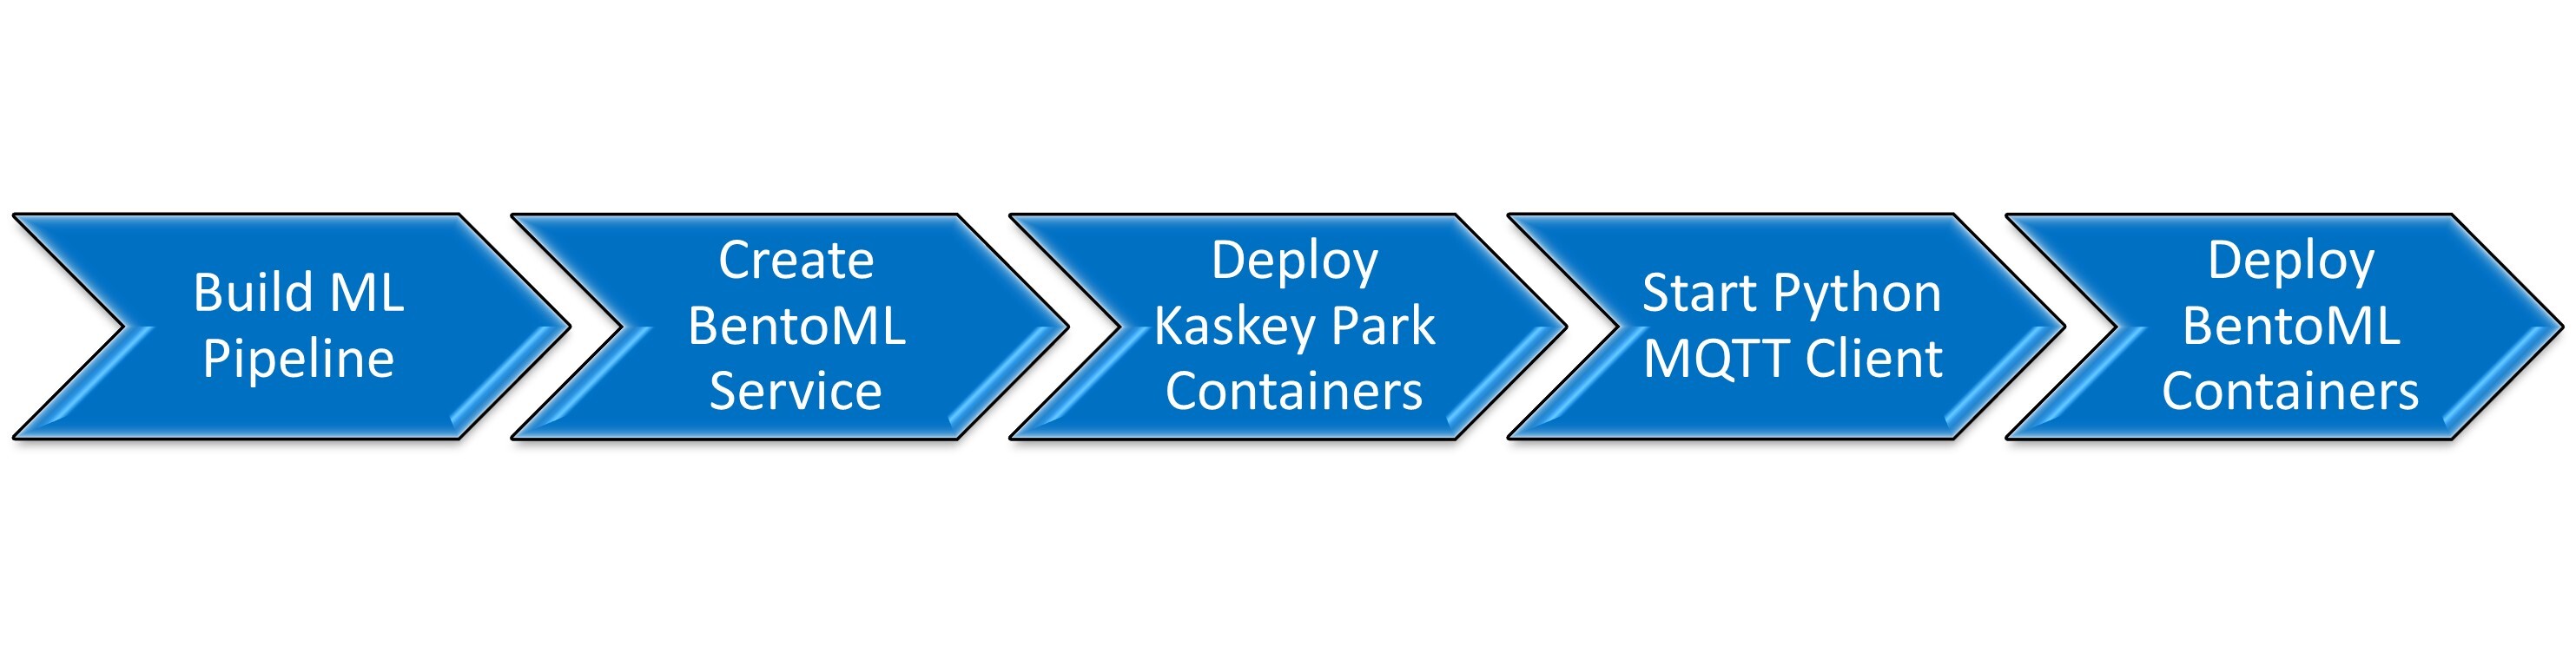 Build ML
Pipeline
Create
BentoML
Service
Deploy
Kaskey Park
Containers
Start Python
MQTT Client
Deploy
BentoML
Containers